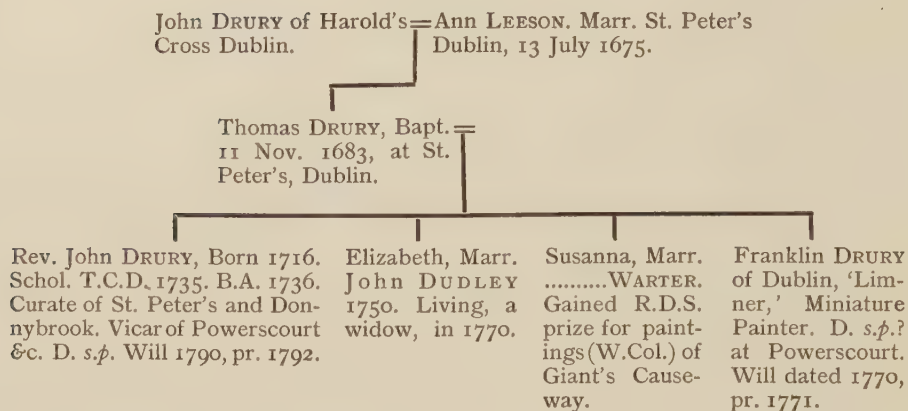 John DRURY of Harold's=Ann LEESON. Marr. St. Peter's
Cross Dublin. Dublin, 13 July 1675.
Thomas DRURY, Bapt.=
11 Nov. 1683, at St.
Peter's, Dublin.
Rev. John DRURY, Born 1716.
Schol. T.C.D. 1735. B.A. 1736.
Curate of St. Peter's and Don-
nybrook. Vicar of Powerscourt
&c. D. s.p. Will 1790, pr. 1792.
Elizabeth, Marr.
John DUDLEY
1750. Living, a
widow, in 1770.
Susanna, Marr.
..........WARTER.
Gained R.D.S.
prize for paint-
ings (W.Col.) of
Giant's Cause-
way.
Franklin DRURY
of Dublin, 'Lim-
ner,' Miniature
Painter. D. s.p.?
at Powerscourt.
Will dated 1770,
pr. 1771.